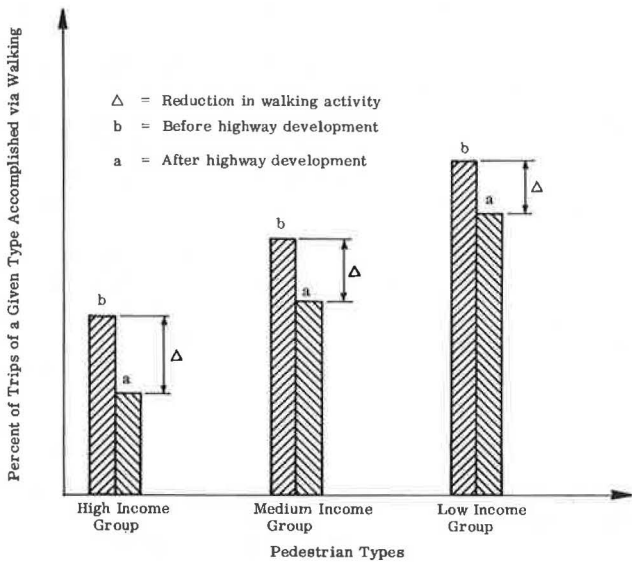 Percent of Trips of a Given Type Accomplished via Walking
Δ = Reduction in walking activity
b = Before highway development
a = After highway development
b
a
Δ
b
a
Δ
b
a
Δ
High Income
Group
Medium Income
Group
Low Income
Group
Pedestrian Types